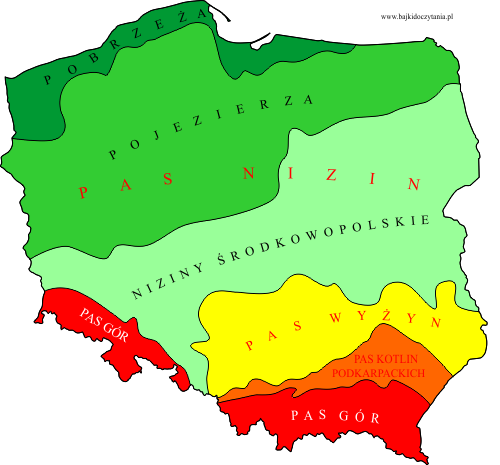 www.bajkidoczytania.pl
POBRZEŻA
POJEZIERZA
PAS NIZIN
NIZINY ŚRODKOWOPOLSKIE
PAS GÓR
PAS WYŻYN
PAS KOTLIN
PODKARPACKICH
PAS GÓR